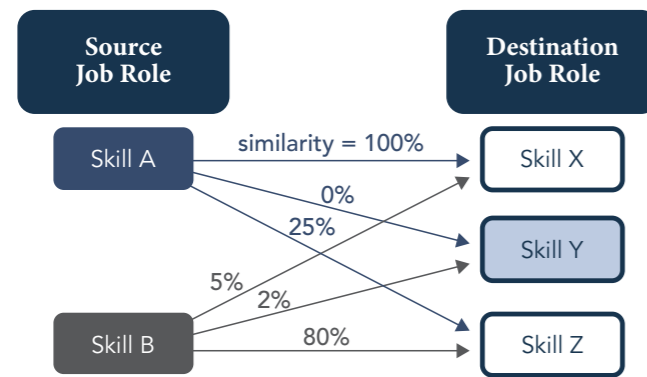 Source
Job Role
Destination
Job Role
Skill A
similarity = 100%
Skill X
0%
25%
Skill Y
5%
2%
Skill B
80%
Skill Z